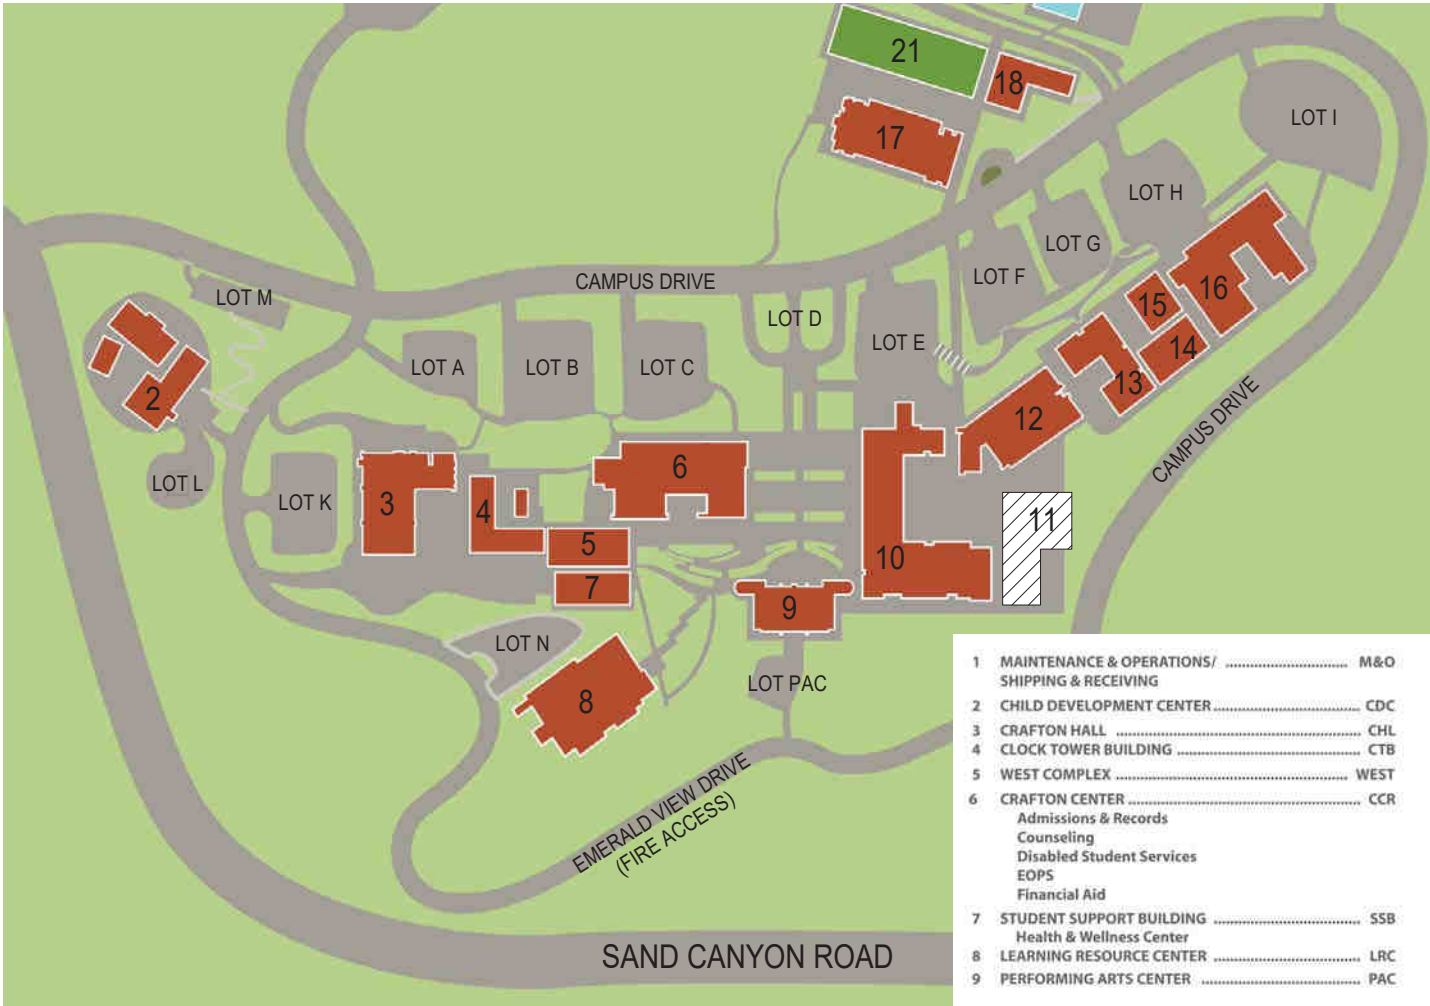 21
18
17
LOT I
LOT H
LOT G
LOT F
CAMPUS DRIVE
LOT M
LOT D
LOT E
15
16
14
13
LOT A
LOT B
LOT C
2
12
CAMPUS DRIVE
LOT L
LOT K
3
4
6
11
5
10
7
9
LOT N
8
LOT PAC
EMERALD VIEW DRIVE
(FIRE ACCESS)
SAND CANYON ROAD
1 MAINTENANCE & OPERATIONS/ ............................... M&O
SHIPPING & RECEIVING
2 CHILD DEVELOPMENT CENTER ..................................... CDC
3 CRAFTON HALL .............................................................. CHL
4 CLOCK TOWER BUILDING .............................................. CTB
5 WEST COMPLEX ............................................................ WEST
6 CRAFTON CENTER ........................................................... CCR
Admissions & Records
Counseling
Disabled Student Services
EOPS
Financial Aid
7 STUDENT SUPPORT BUILDING ..................................... SSB
Health & Wellness Center
8 LEARNING RESOURCE CENTER ..................................... LRC
9 PERFORMING ARTS CENTER ........................................ PAC